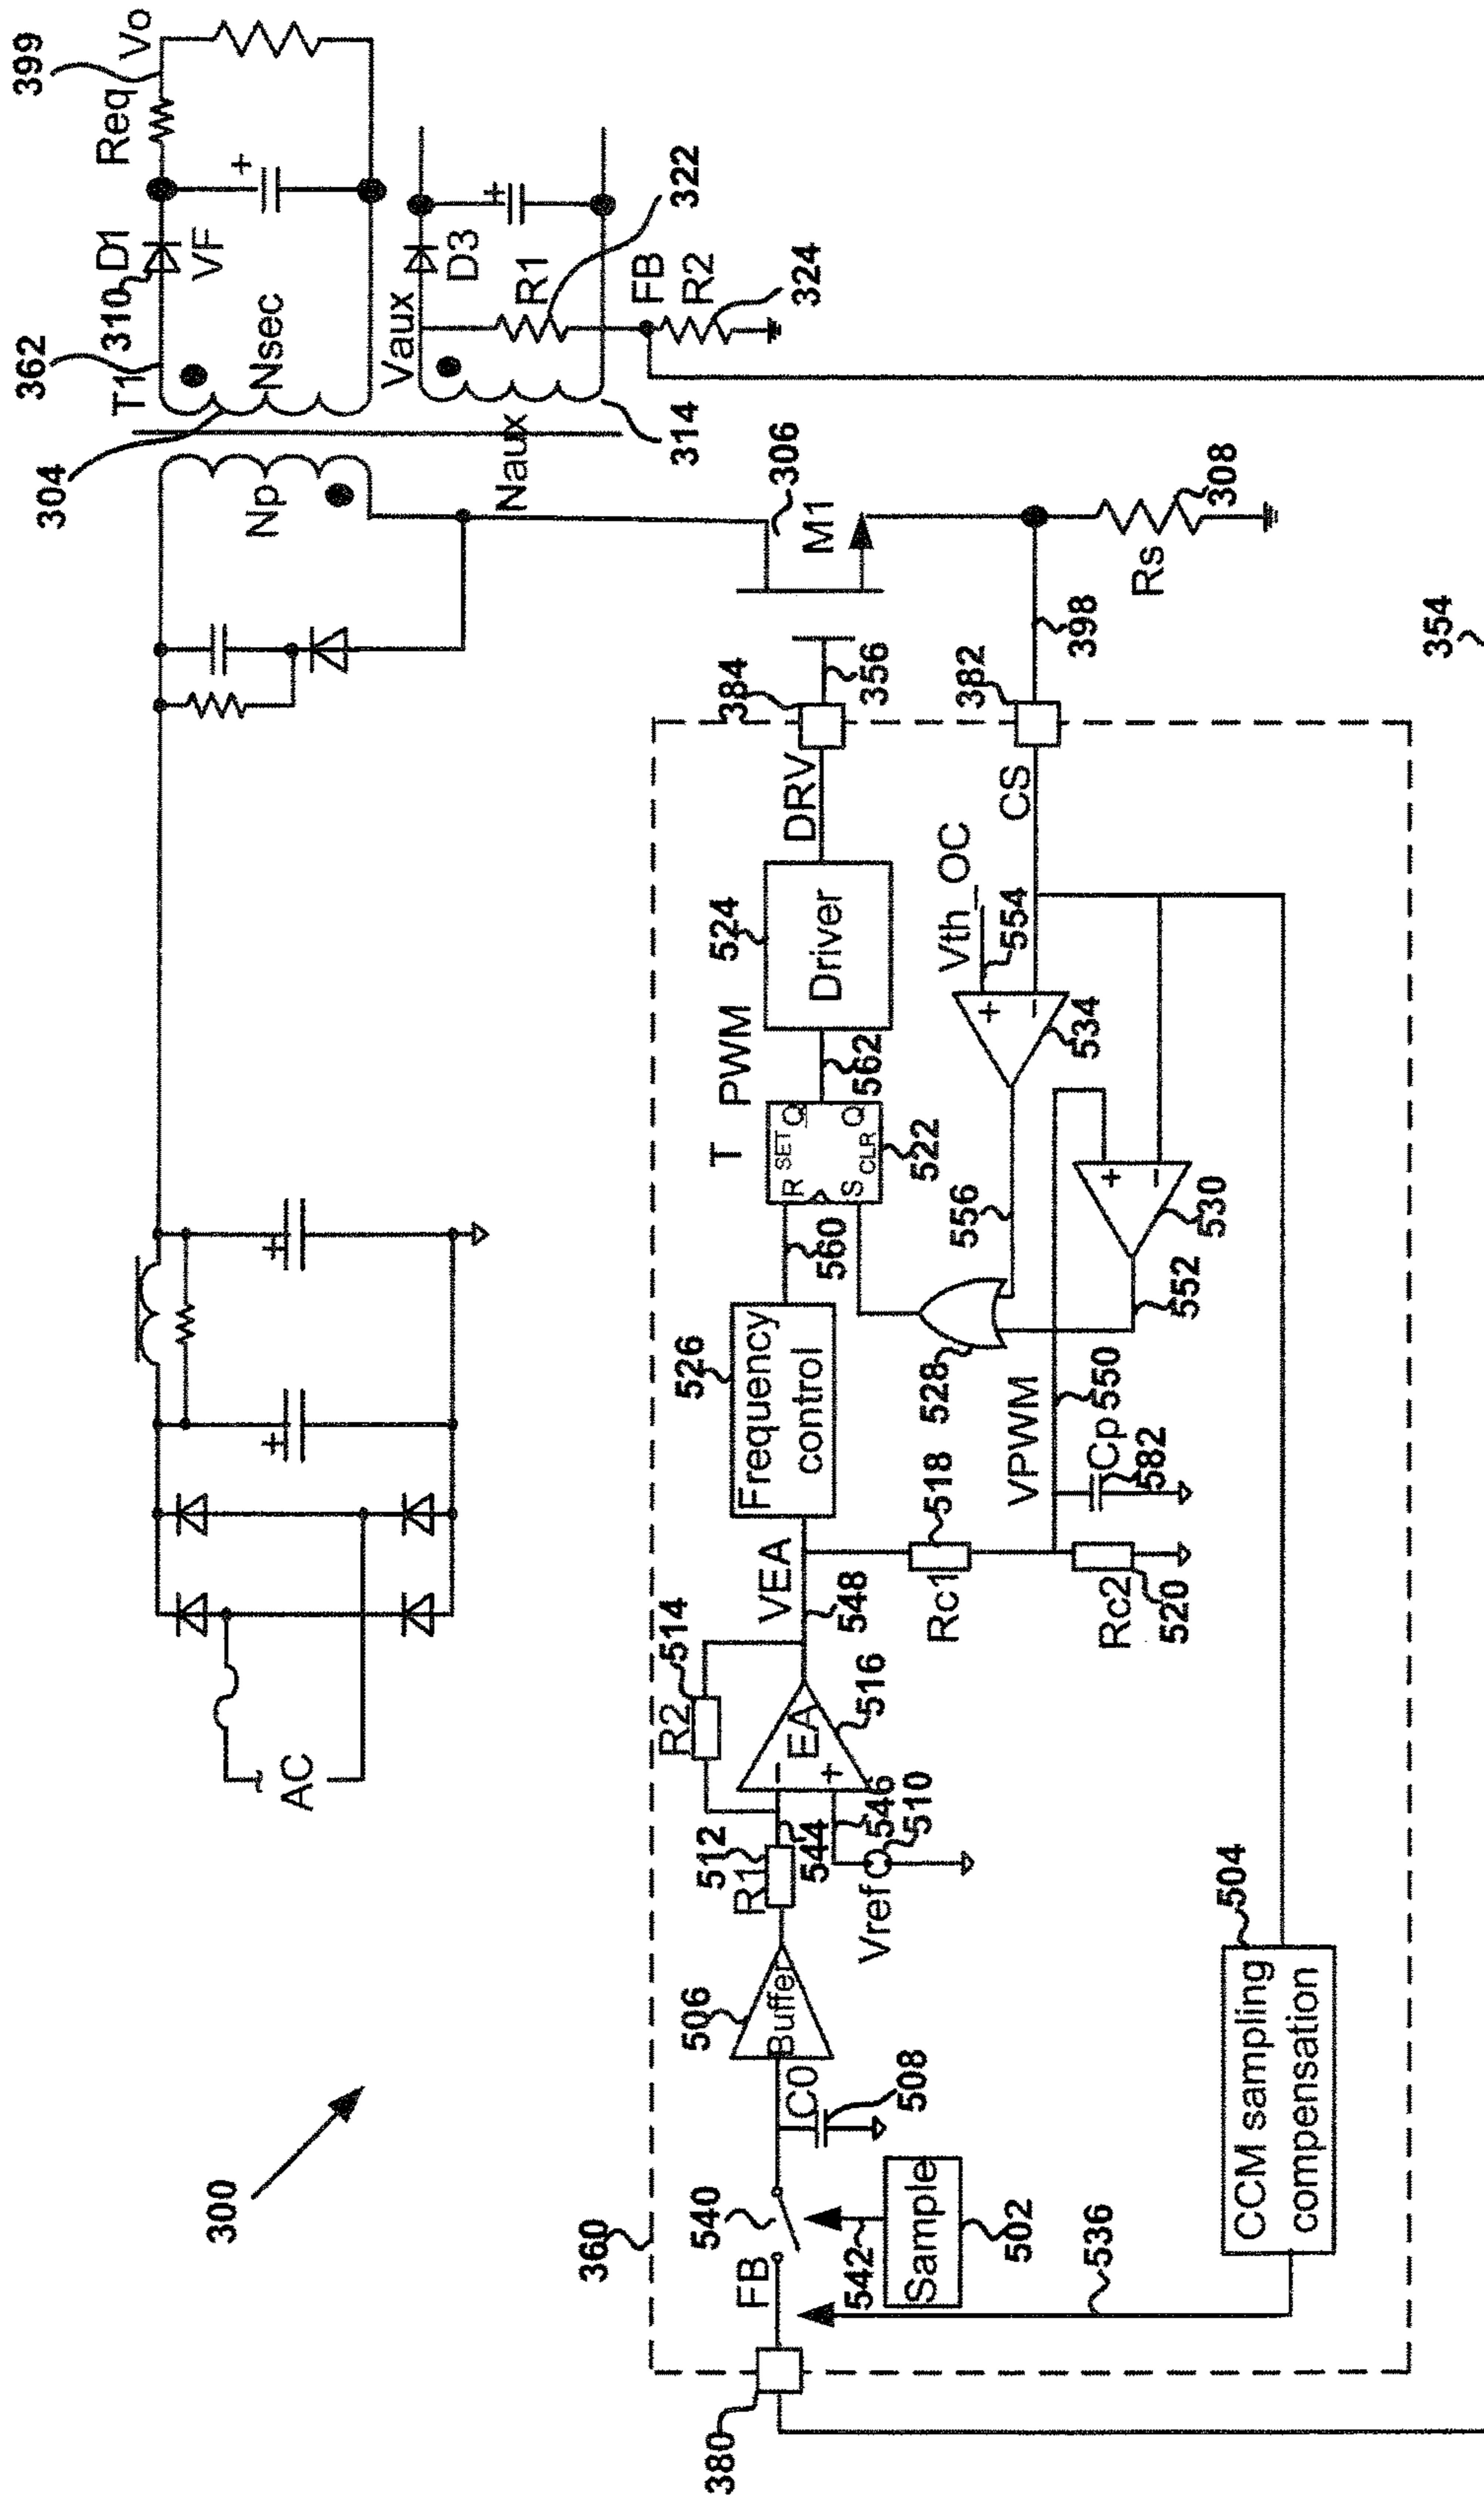 300
AC
304
T1
362
310
D1
VF
Req
399
Vo
+
+
+
Np
Nsec
Naux
Vaux
D3
+
R1
322
FB
R2
324
314
306
M1
308
Rs
398
354
360
380
FB
540
542
Sample
502
536
CCM sampling
compensation
504
C0
508
506
Buffer
512
R1
544
R2
514
EA
516
-
+
546
510
Vref
VEA
548
Rc1
518
Rc2
520
Frequency
control
526
560
VPWM
550
Cp
582
528
552
556
530
+
-
T
R
SET
Q
S
CLR
Q
522
PWM
562
Driver
524
DRV
384
356
Vth_OC
554
+
-
534
CS
382